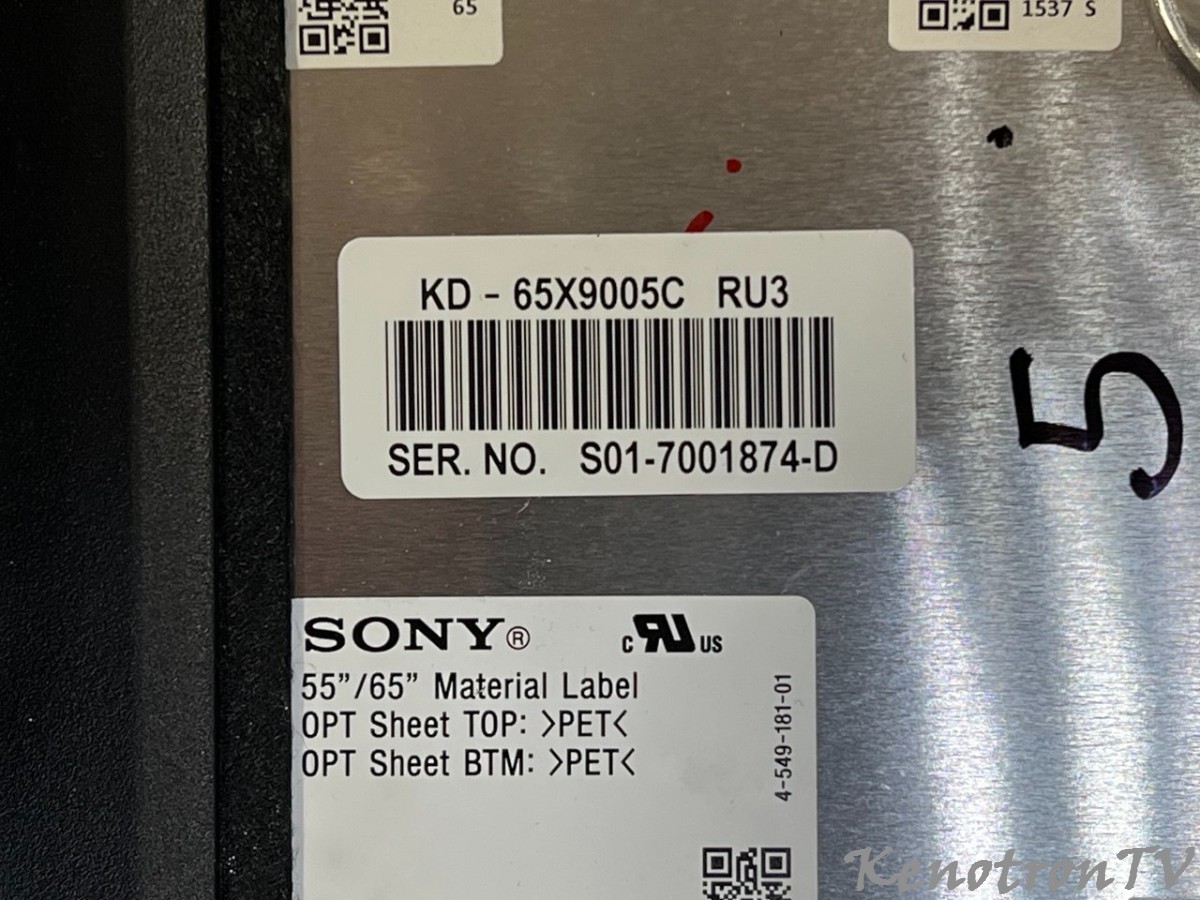 65
1537 S
KD - 65X9005C RU3
SER. NO. S01-7001874-D
5
SONY®
c RU US
55”/65” Material Label
OPT Sheet TOP: >PET<
OPT Sheet BTM: >PET<
4-549-181-01
KenotronTV